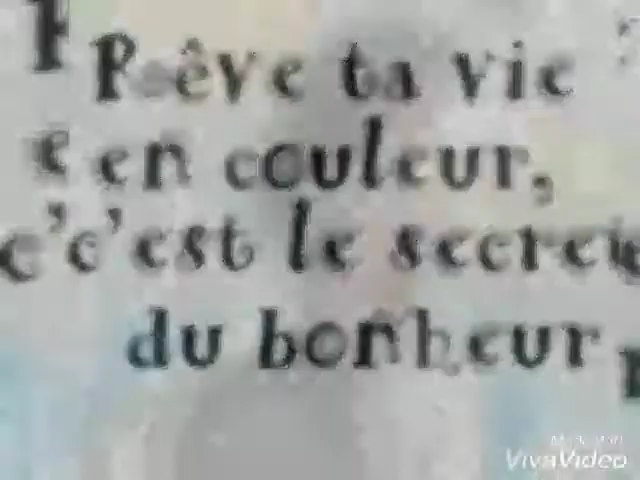 Rêve ta vie
en couleur,
c'est le secret
du bonheur
VivaVideo